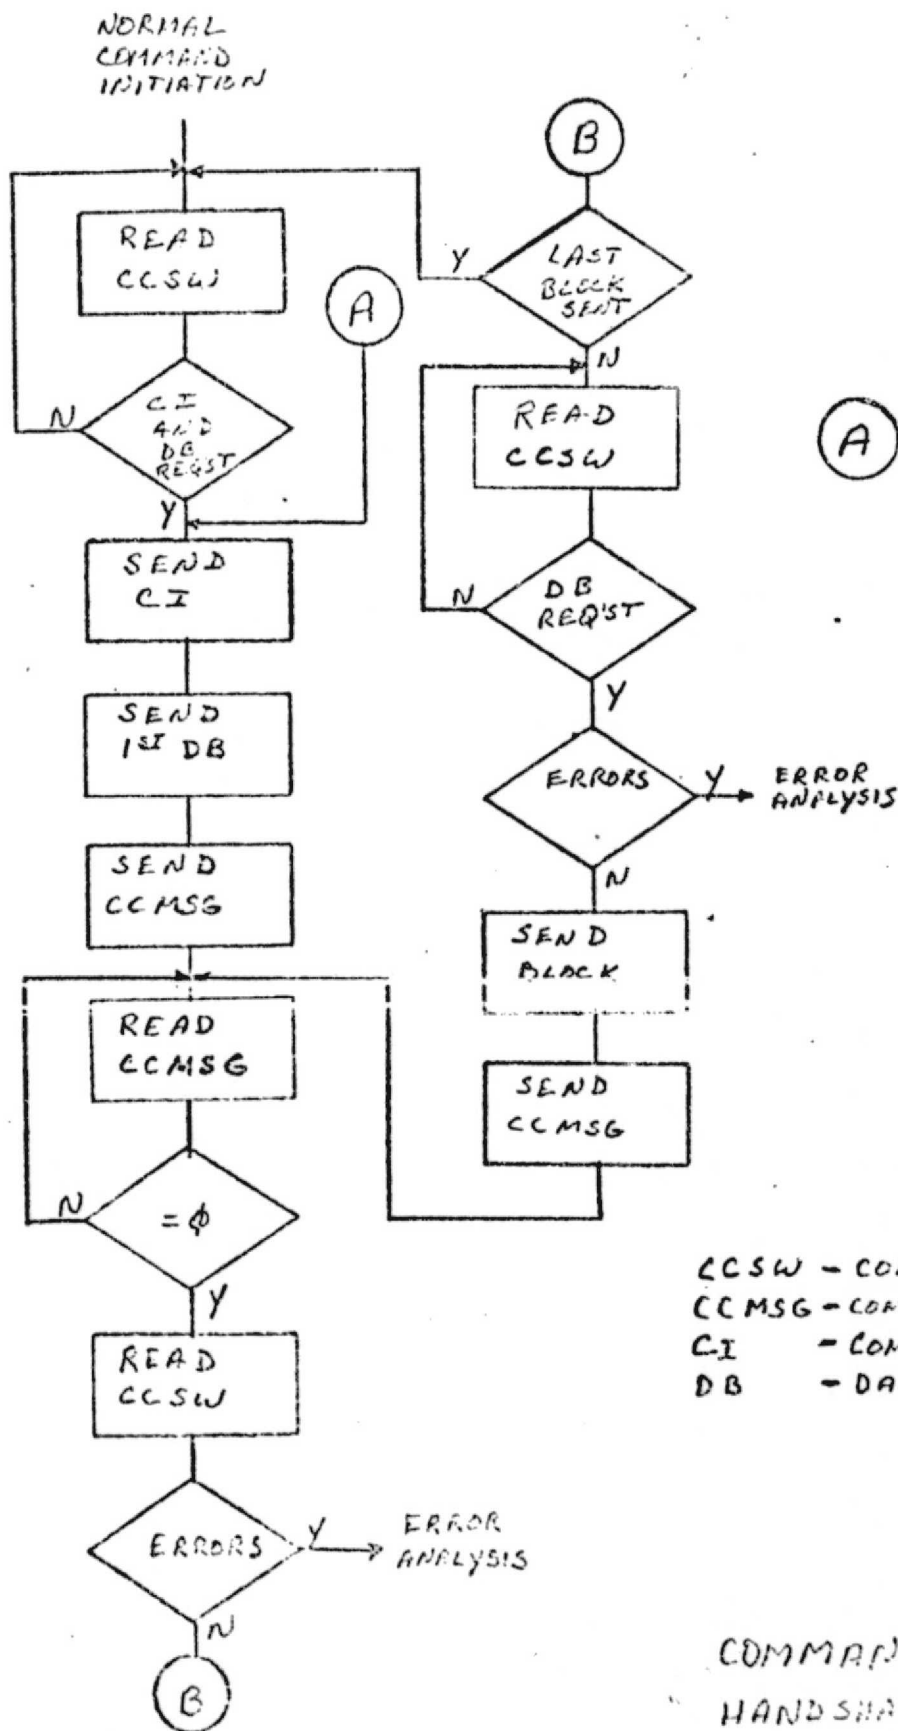 NORMAL
COMMAND
INITIATION
READ
CCSW
CI
AND
DB
REQST
N
Y
A
SEND
CI
SEND
1ST DB
SEND
CCMSG
READ
CCMSG
= φ
N
Y
READ
CCSW
ERRORS
Y
ERROR
ANALYSIS
N
B
B
LAST
BLOCK
SENT
Y
N
READ
CCSW
DB
REQ'ST
N
Y
ERRORS
Y
ERROR
ANALYSIS
N
SEND
BLOCK
SEND
CCMSG
A
CCSW -
CCMSG -
CI -
DB -